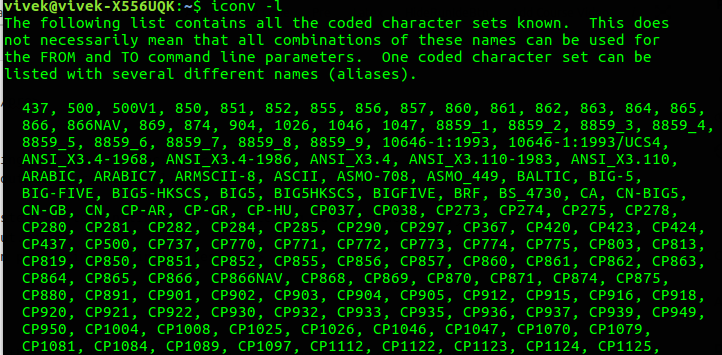 vivek@vivek-X556UQK:~$ iconv -l
The following list contains all the coded character sets known.  This does
not necessarily mean that all combinations of these names can be used for
the FROM and TO command line parameters.  One coded character set can be
listed with several different names (aliases).
437, 500, 500V1, 850, 851, 852, 855, 856, 857, 860, 861, 862, 863, 864, 865,
866, 866NAV, 869, 874, 904, 1026, 1046, 1047, 8859_1, 8859_2, 8859_3, 8859_4,
8859_5, 8859_6, 8859_7, 8859_8, 8859_9, 10646-1:1993, 10646-1:1993/UCS4,
ANSI_X3.4-1968, ANSI_X3.4-1986, ANSI_X3.4, ANSI_X3.110-1983, ANSI_X3.110,
ARABIC, ARABIC7, ARMSCII-8, ASCII, ASMO-708, ASMO_449, BALTIC, BIG-5,
BIG-FIVE, BIG5-HKSCS, BIG5, BIG5HKSCS, BIGFIVE, BRF, BS_4730, CA, CN-BIG5,
CN-GB, CN, CP-AR, CP-GR, CP-HU, CP037, CP038, CP273, CP274, CP275, CP278,
CP280, CP281, CP282, CP284, CP285, CP290, CP297, CP367, CP420, CP423, CP424,
CP437, CP500, CP737, CP770, CP771, CP772, CP773, CP774, CP775, CP803, CP813,
CP819, CP850, CP851, CP852, CP855, CP856, CP857, CP860, CP861, CP862, CP863,
CP864, CP865, CP866, CP866NAV, CP868, CP869, CP870, CP871, CP874, CP875,
CP880, CP891, CP901, CP902, CP903, CP904, CP905, CP912, CP915, CP916, CP918,
CP920, CP921, CP922, CP930, CP932, CP933, CP935, CP936, CP937, CP939, CP949,
CP950, CP1004, CP1008, CP1025, CP1026, CP1046, CP1047, CP1070, CP1079,
CP1081, CP1084, CP1089, CP1097, CP1112, CP1122, CP1123, CP1124, CP1125,